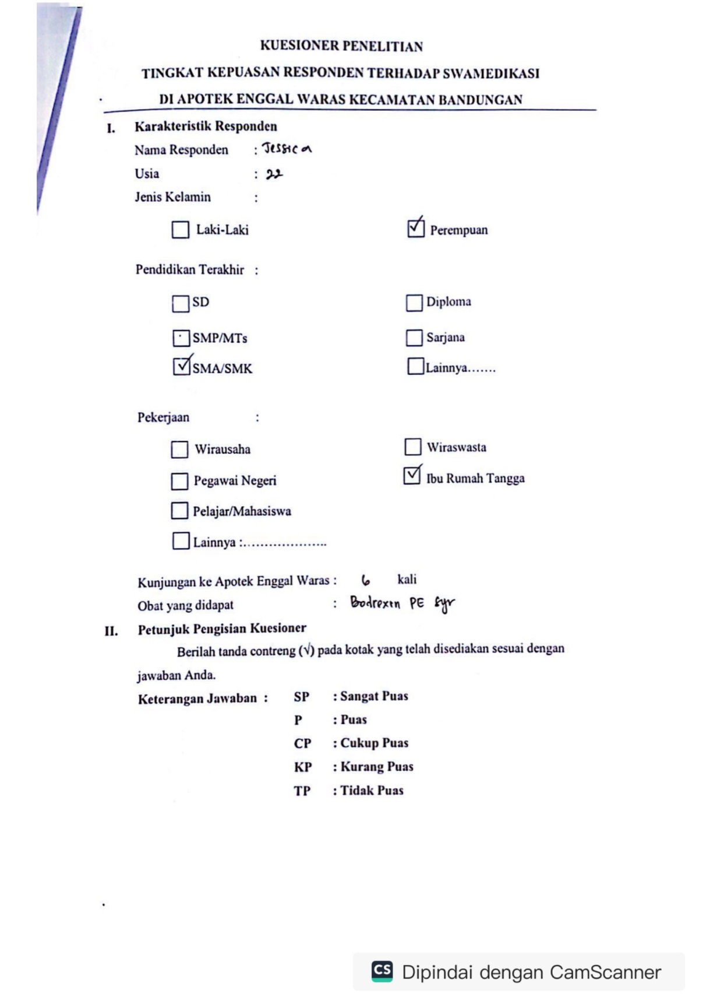 KUESIONER PENELITIAN
TINGKAT KEPUASAN RESPONDEN TERHADAP SWAMEDIKASI
DI APOTEK ENGGAL WARAS KECAMATAN BANDUNGAN
I. Karakteristik Responden
Nama Responden : Jessica
Usia : 22
Jenis Kelamin :
Laki-Laki ✓ Perempuan
Pendidikan Terakhir :
SD Diploma
SMP/MTs Sarjana
✓ SMA/SMK Lainnya.......
Pekerjaan :
Wirausaha Wiraswasta
Pegawai Negeri ✓ Ibu Rumah Tangga
Pelajar/Mahasiswa
Lainnya :....................
Kunjungan ke Apotek Enggal Waras : 6 kali
Obat yang didapat : Bodrexin PE syr
II. Petunjuk Pengisian Kuesioner
Berilah tanda contreng (√) pada kotak yang telah disediakan sesuai dengan
jawaban Anda.
Keterangan Jawaban : SP : Sangat Puas
P : Puas
CP : Cukup Puas
KP : Kurang Puas
TP : Tidak Puas
CS Dipindai dengan CamScanner